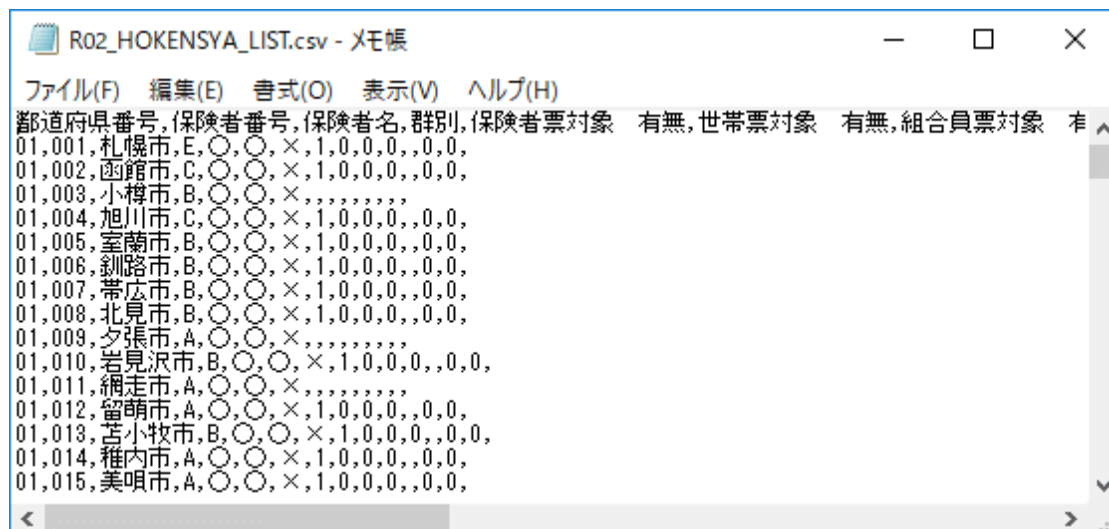 R02_HOKENSYA_LIST.csv - メモ帳
ファイル(F) 編集(E) 書式(O) 表示(V) ヘルプ(H)
都道府県番号,保険者番号,保険者名,群別,保険者票対象　有無,世帯票対象　有無,組合員票対象　有
01,001,札幌市,E,○,○,×,1,0,0,0,,0,0,
01,002,函館市,C,○,○,×,1,0,0,0,,0,0,
01,003,小樽市,B,○,○,×,,,,,,,,,
01,004,旭川市,C,○,○,×,1,0,0,0,,0,0,
01,005,室蘭市,B,○,○,×,1,0,0,0,,0,0,
01,006,釧路市,B,○,○,×,1,0,0,0,,0,0,
01,007,帯広市,B,○,○,×,1,0,0,0,,0,0,
01,008,北見市,B,○,○,×,1,0,0,0,,0,0,
01,009,夕張市,A,○,○,×,,,,,,,,,
01,010,岩見沢市,B,○,○,×,1,0,0,0,,0,0,
01,011,網走市,A,○,○,×,,,,,,,,,
01,012,留萌市,A,○,○,×,1,0,0,0,,0,0,
01,013,苫小牧市,B,○,○,×,1,0,0,0,,0,0,
01,014,稚内市,A,○,○,×,1,0,0,0,,0,0,
01,015,美唄市,A,○,○,×,1,0,0,0,,0,0,